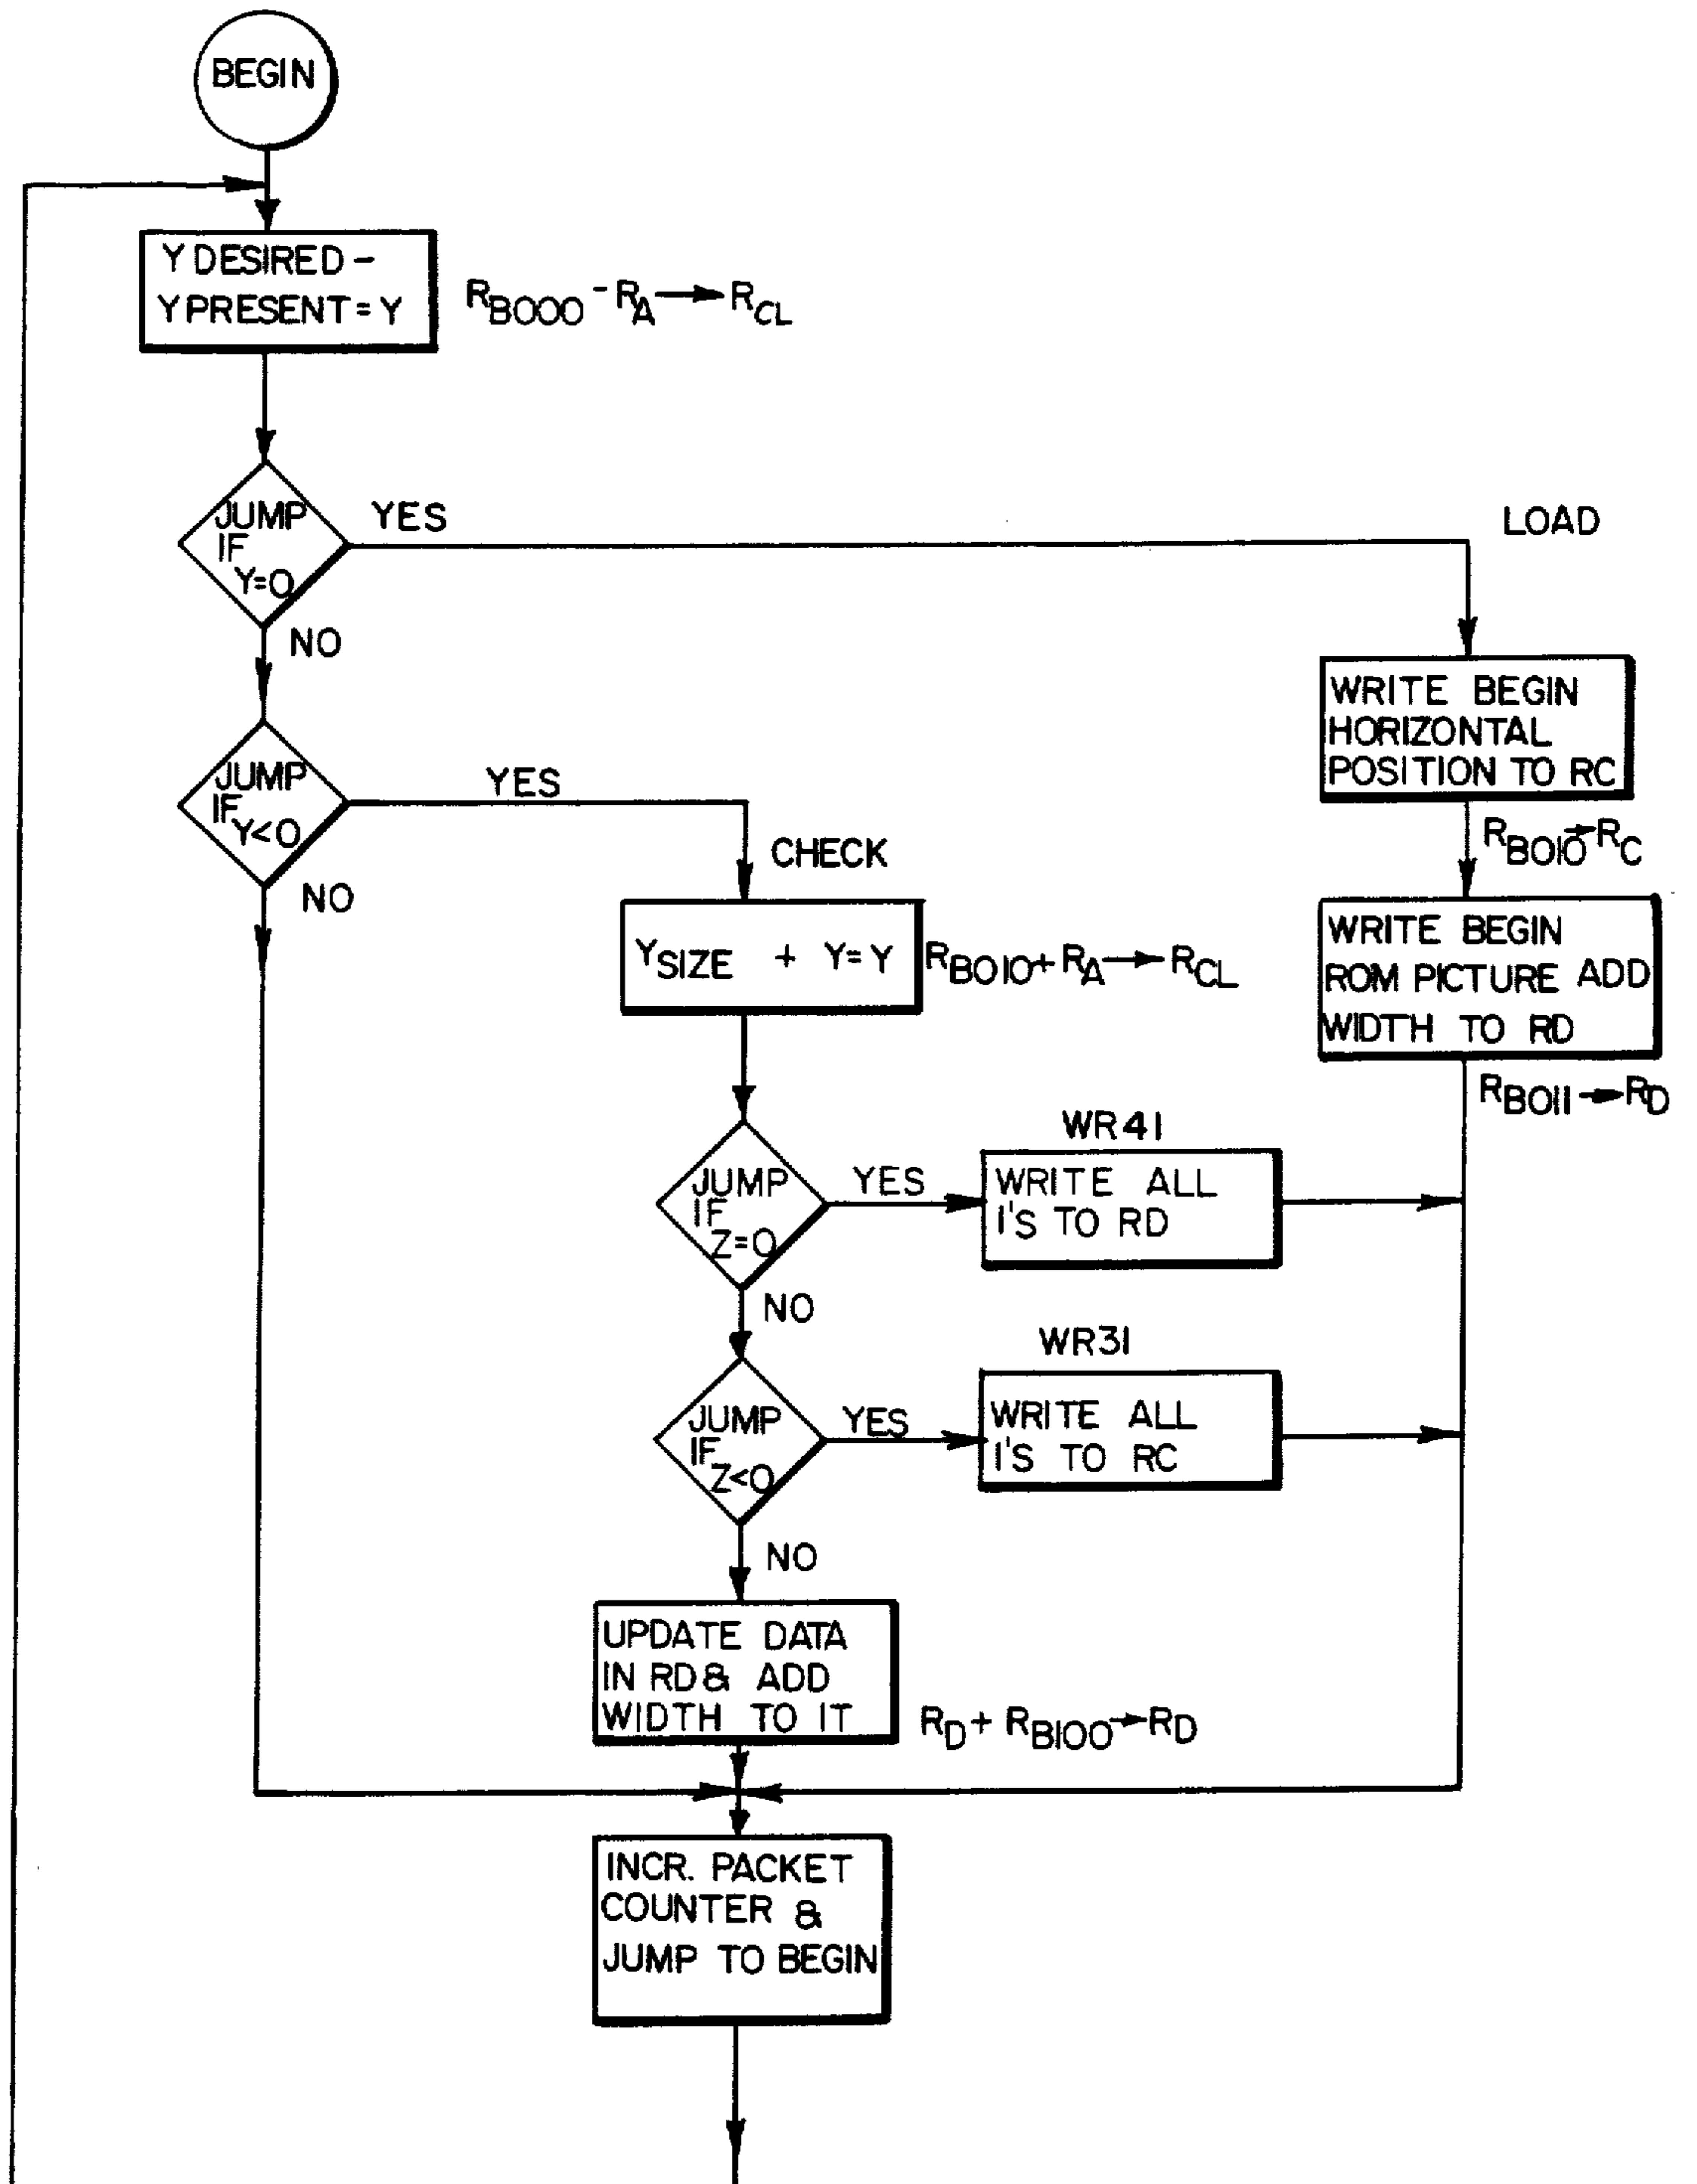 BEGIN
Y DESIRED -
Y PRESENT = Y
RB000 - RA → RCL
JUMP
IF
Y=0
YES
LOAD
NO
WRITE BEGIN
HORIZONTAL
POSITION TO RC
RB010 → RC
JUMP
IF
Y<0
YES
NO
CHECK
YSIZE + Y = Y
RB010 + RA → RCL
WRITE BEGIN
ROM PICTURE ADD
WIDTH TO RD
RB011 → RD
JUMP
IF
Z=0
YES
WR41
WRITE ALL
1'S TO RD
NO
JUMP
IF
Z<0
YES
WR31
WRITE ALL
1'S TO RC
NO
UPDATE DATA
IN RD & ADD
WIDTH TO IT
RD + RB100 → RD
INCR. PACKET
COUNTER &
JUMP TO BEGIN